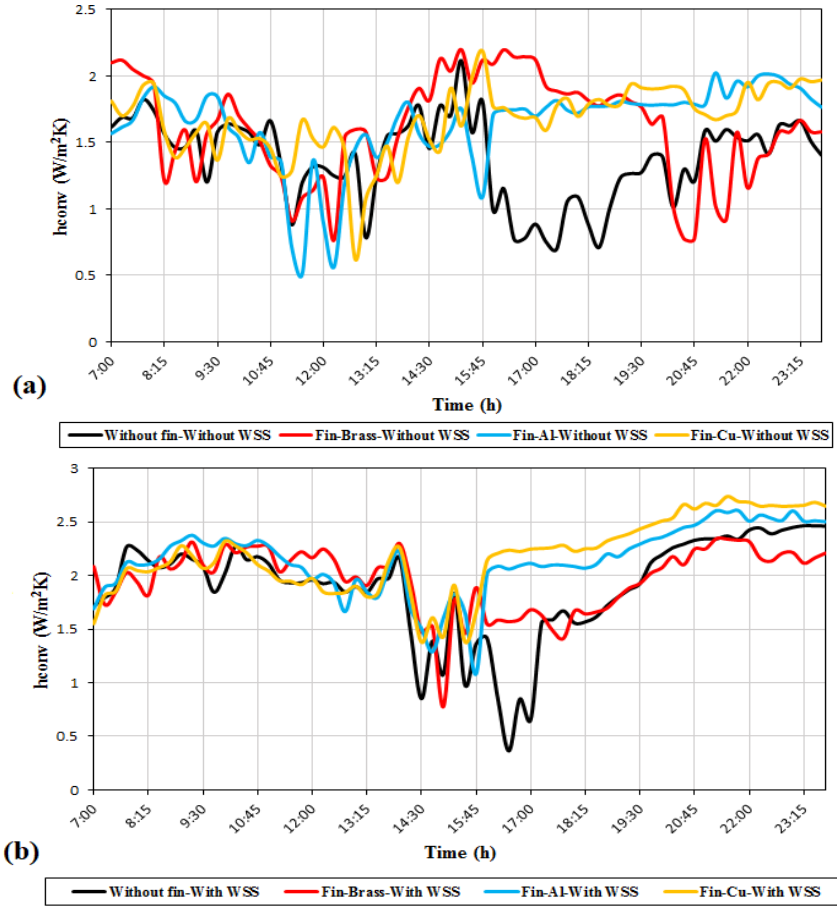 2.5
2
1.5
1
0.5
0
hconv (W/m²K)
7:00 8:15 9:30 10:45 12:00 13:15 14:30 15:45 17:00 18:15 19:30 20:45 22:00 23:15
(a)
Time (h)
Without fin-Without WSS Fin-Brass-Without WSS Fin-Al-Without WSS Fin-Cu-Without WSS
3
2.5
2
1.5
1
0.5
0
hconv (W/m²K)
7:00 8:15 9:30 10:45 12:00 13:15 14:30 15:45 17:00 18:15 19:30 20:45 22:00 23:15
(b)
Time (h)
Without fin-With WSS Fin-Brass-With WSS Fin-Al-With WSS Fin-Cu-With WSS